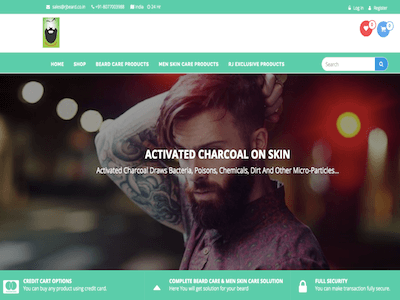 sales@rjbeard.co.in +91-8377003999 India 24 Hr Log in Register
0 0
HOME SHOP BEARD CARE PRODUCTS MEN SKIN CARE PRODUCTS RJ EXCLUSIVE PRODUCTS Search here...
ACTIVATED CHARCOAL ON SKIN
Activated Charcoal Draws Bacteria, Poisons, Chemicals, Dirt And Other Micro-Particles...
CREDIT CART OPTIONS COMPLETE BEARD CARE & MEN SKIN CARE SOLUTION FULL SECURITY
You can buy any product using credit card. Here You will get solution for your beard You can make transaction fully secure.